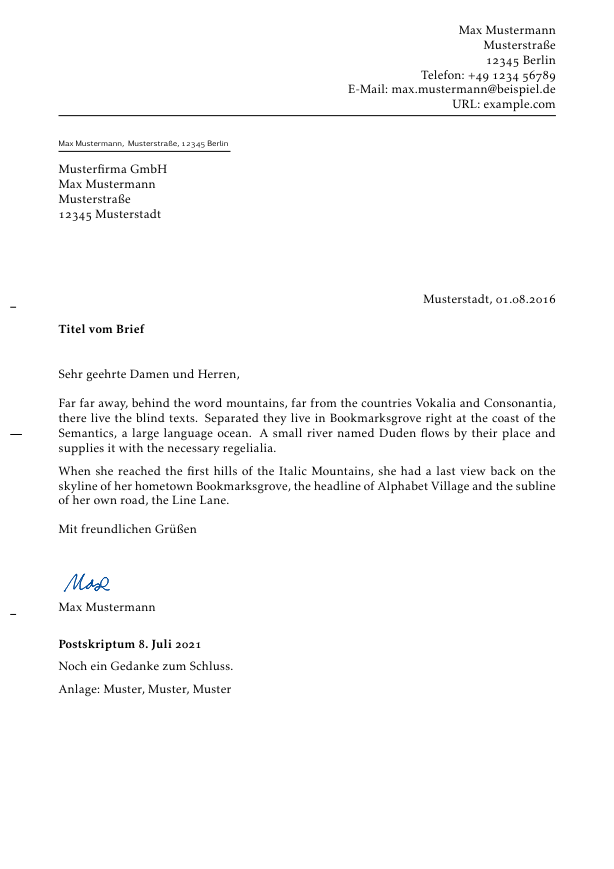 Max Mustermann
Musterstraße
12345 Berlin
Telefon: +49 1234 56789
E-Mail: max.mustermann@beispiel.de
URL: example.com
Max Mustermann, Musterstraße, 12345 Berlin
Musterfirma GmbH
Max Mustermann
Musterstraße
12345 Musterstadt
Musterstadt, 01.08.2016
Titel vom Brief
Sehr geehrte Damen und Herren,
Far far away, behind the word mountains, far from the countries Vokalia and Consonantia,
there live the blind texts. Separated they live in Bookmarksgrove right at the coast of the
Semantics, a large language ocean. A small river named Duden flows by their place and
supplies it with the necessary regelialia.
When she reached the first hills of the Italic Mountains, she had a last view back on the
skyline of her hometown Bookmarksgrove, the headline of Alphabet Village and the subline
of her own road, the Line Lane.
Mit freundlichen Grüßen
Max
Max Mustermann
Postskriptum 8. Juli 2021
Noch ein Gedanke zum Schluss.
Anlage: Muster, Muster, Muster